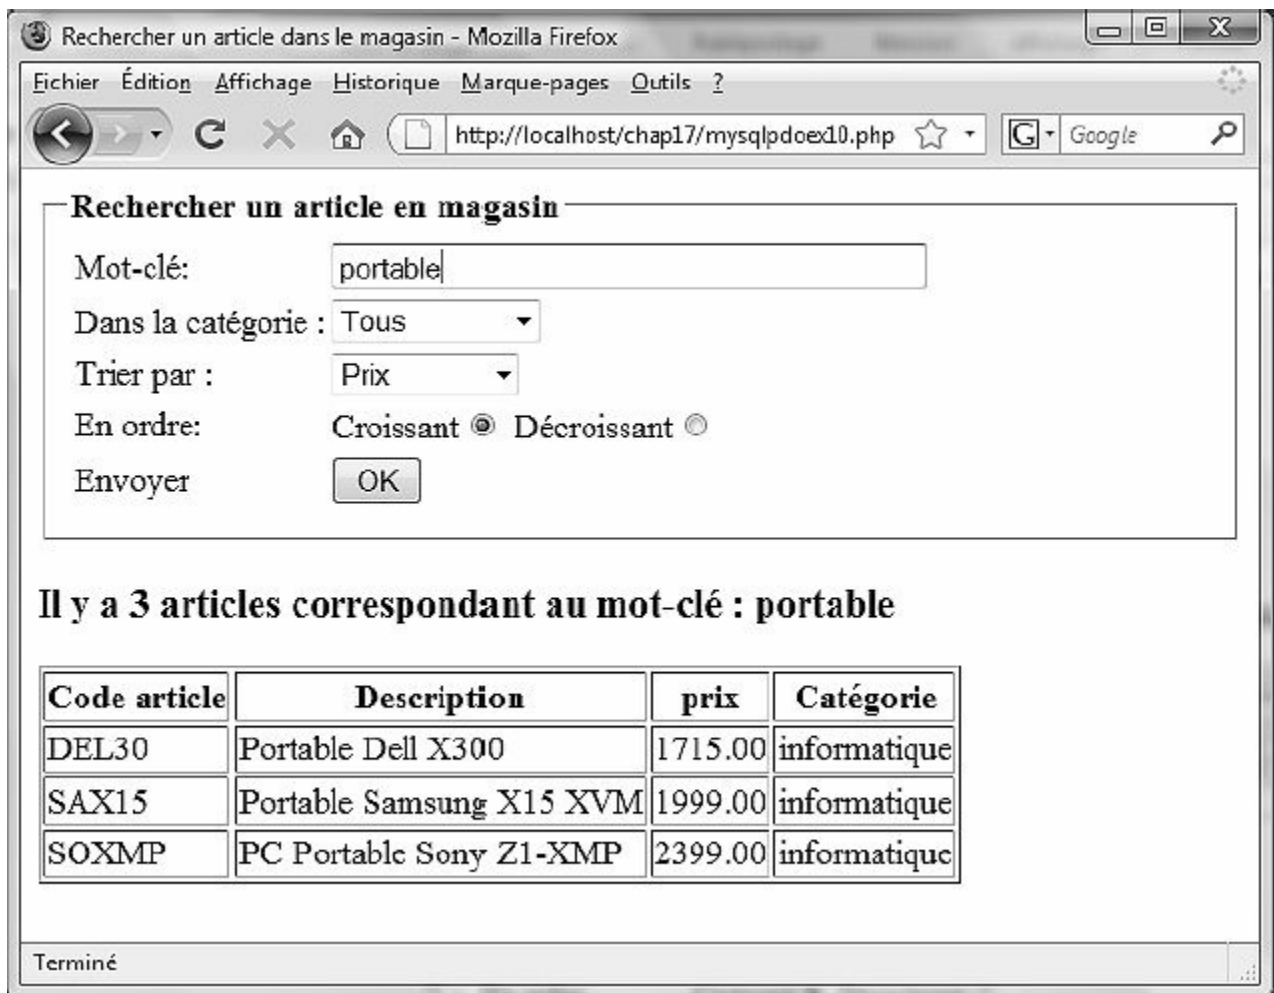 Rechercher un article dans le magasin - Mozilla Firefox
Fichier Édition Affichage Historique Marque-pages Outils ?
http://localhost/chap17/mysqlpdoex10.php G Google
Rechercher un article en magasin
Mot-clé: portable
Dans la catégorie : Tous
Trier par : Prix
En ordre: Croissant Décroissant
Envoyer OK
Il y a 3 articles correspondant au mot-clé : portable
Code article Description prix Catégorie
DEL30 Portable Dell X300 1715.00 informatique
SAX15 Portable Samsung X15 XVM 1999.00 informatique
SOXMP PC Portable Sony Z1-XMP 2399.00 informatique
Terminé